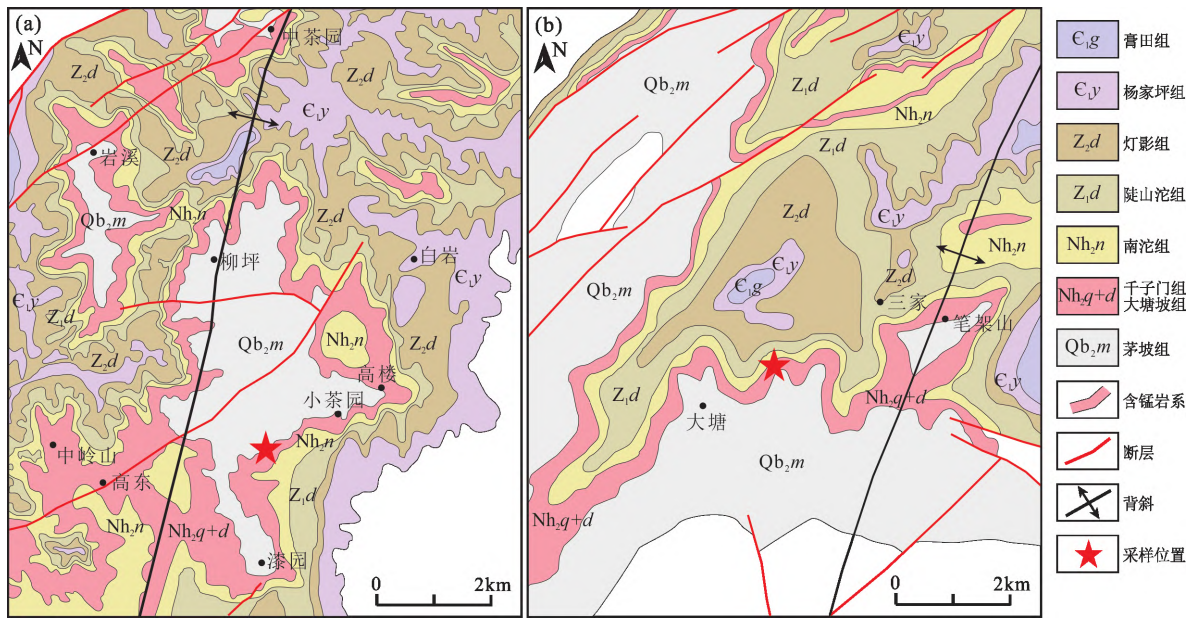 (a)
N
中茶园
Z₂d
Z₂d
Є₁y
岩溪
Z₂d
Qb₂m
Nh₂n
Z₂d
柳坪
白岩
Є₁y
Є₁y
Z₁d
Qb₂m
Nh₂n
Z₂d
Z₂d
高楼
小茶园
Nh₂n
中岭山
高东
Z₁d
Nh₂n
Nh₂q+d
漆园
0 2km
(b)
N
Є₁y
Qb₂m
Z₁d
Nh₂n
Z₁d
Z₂d
Є₁y
Nh₂n
Є₁y
Qb₂m
Є₁g
Z₂d
三家
笔架山
Z₁d
Є₁y
大塘
Nh₂q+d
Qb₂m
Nh₂q+d
0 2km
Є₁g 膏田组
Є₁y 杨家坪组
Z₂d 灯影组
Z₁d 陡山沱组
Nh₂n 南沱组
Nh₂q+d 千子门组
大塘坡组
Qb₂m 茅坡组
含锰岩系
断层
背斜
采样位置